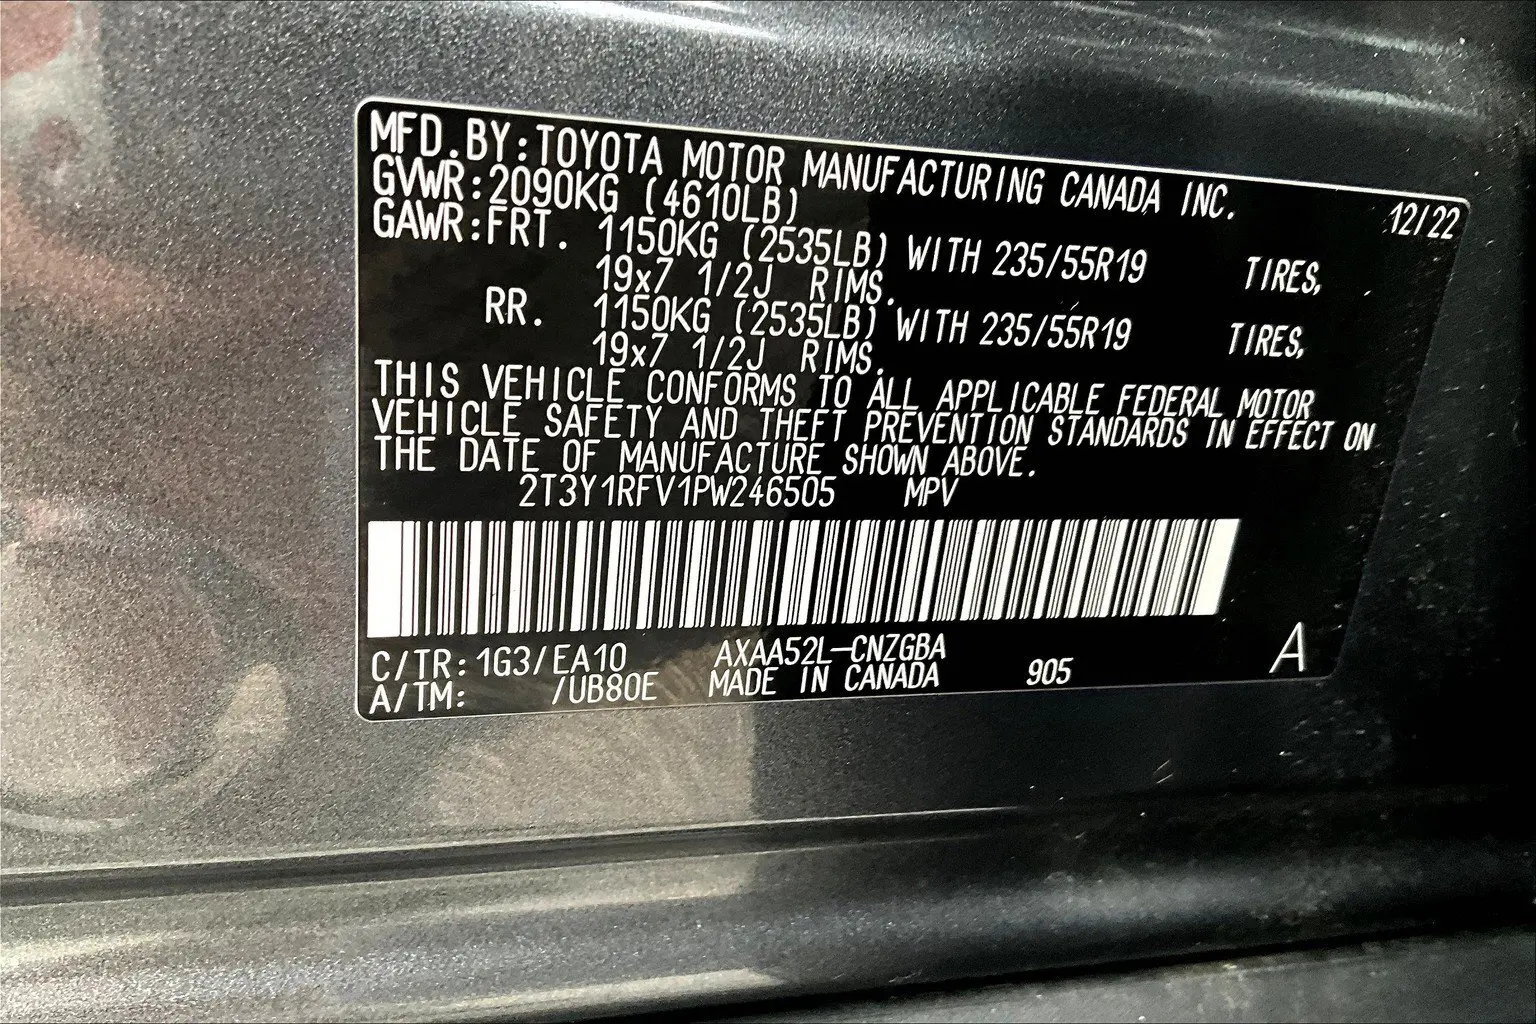 MFD.BY:TOYOTA MOTOR MANUFACTURING CANADA INC. 12/22
GVWR:2090KG (4610LB)
GAWR:FRT. 1150KG (2535LB) WITH 235/55R19 TIRES,
19x7 1/2J RIMS.
RR. 1150KG (2535LB) WITH 235/55R19 TIRES,
19x7 1/2J RIMS.
THIS VEHICLE CONFORMS TO ALL APPLICABLE FEDERAL MOTOR
VEHICLE SAFETY AND THEFT PREVENTION STANDARDS IN EFFECT ON
THE DATE OF MANUFACTURE SHOWN ABOVE.
2T3Y1RFV1PW246505 MPV
C/TR:1G3/EA10 AXAA52L-CNZGBA
A/TM: /UB80E MADE IN CANADA 905 A